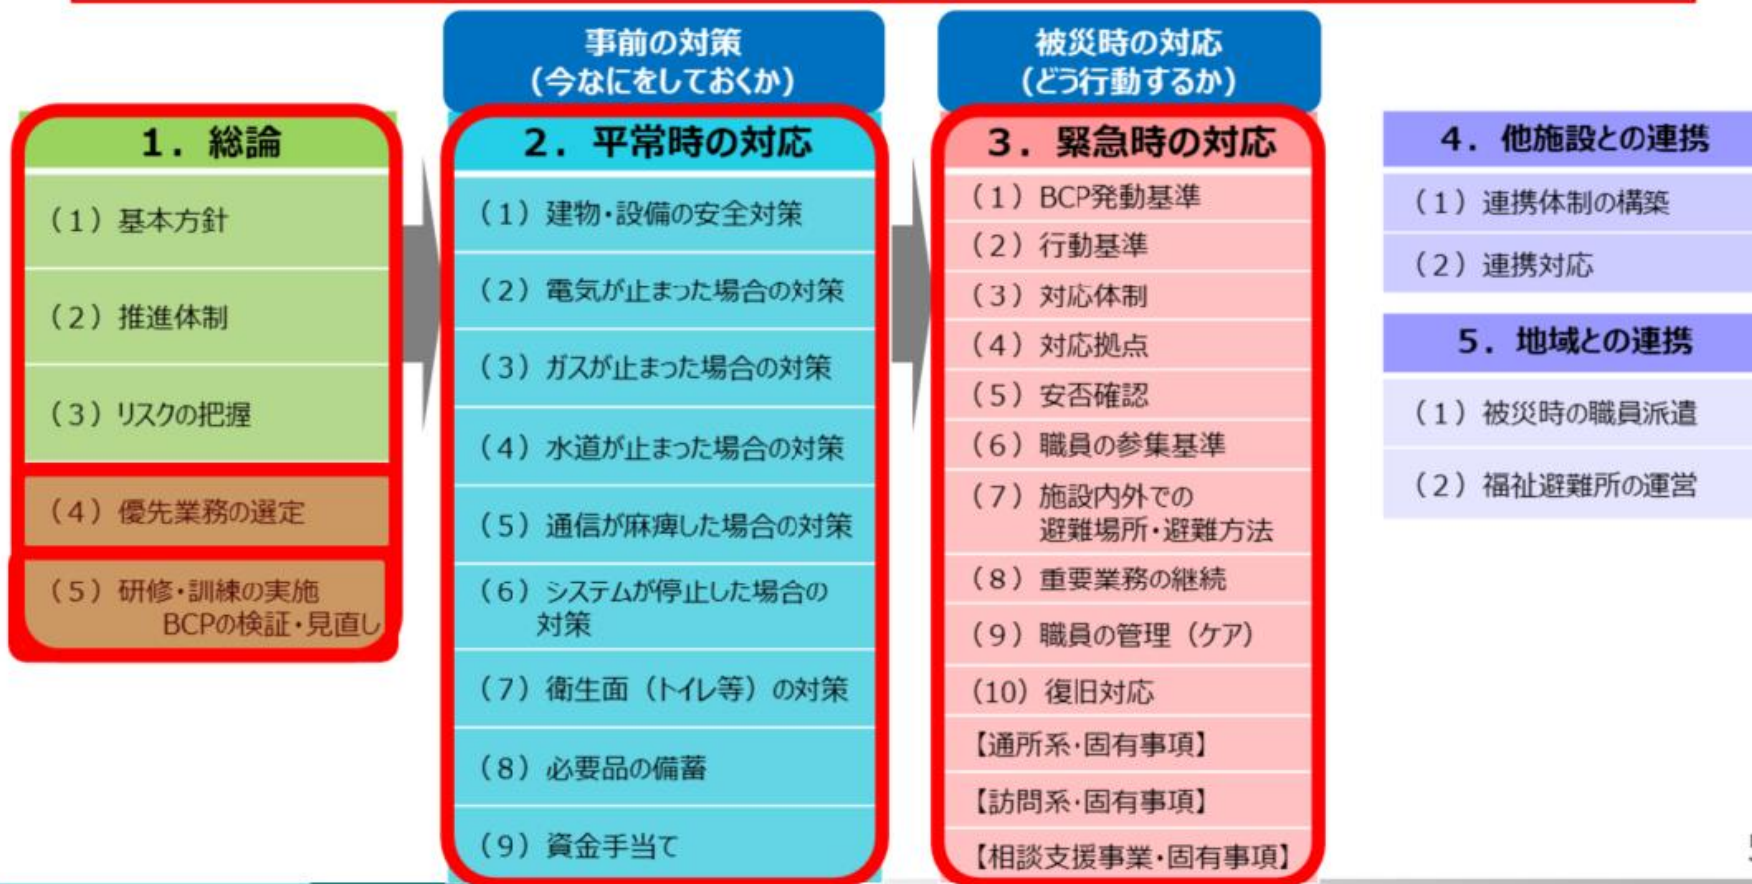 事前の対策
(今なにをしておくか)
被災時の対応
(どう行動するか)
1．総論
(1)基本方針
(2)推進体制
(3)リスクの把握
(4)優先業務の選定
(5)研修・訓練の実施
BCPの検証・見直し
2．平常時の対応
(1)建物・設備の安全対策
(2)電気が止まった場合の対策
(3)ガスが止まった場合の対策
(4)水道が止まった場合の対策
(5)通信が麻痺した場合の対策
(6)システムが停止した場合の
対策
(7)衛生面（トイレ等）の対策
(8)必要品の備蓄
(9)資金手当て
3．緊急時の対応
(1)BCP発動基準
(2)行動基準
(3)対応体制
(4)対応拠点
(5)安否確認
(6)職員の参集基準
(7)施設内外での
避難場所・避難方法
(8)重要業務の継続
(9)職員の管理（ケア）
(10)復旧対応
【通所系・固有事項】
【訪問系・固有事項】
【相談支援事業・固有事項】
4．他施設との連携
(1)連携体制の構築
(2)連携対応
5．地域との連携
(1)被災時の職員派遣
(2)福祉避難所の運営